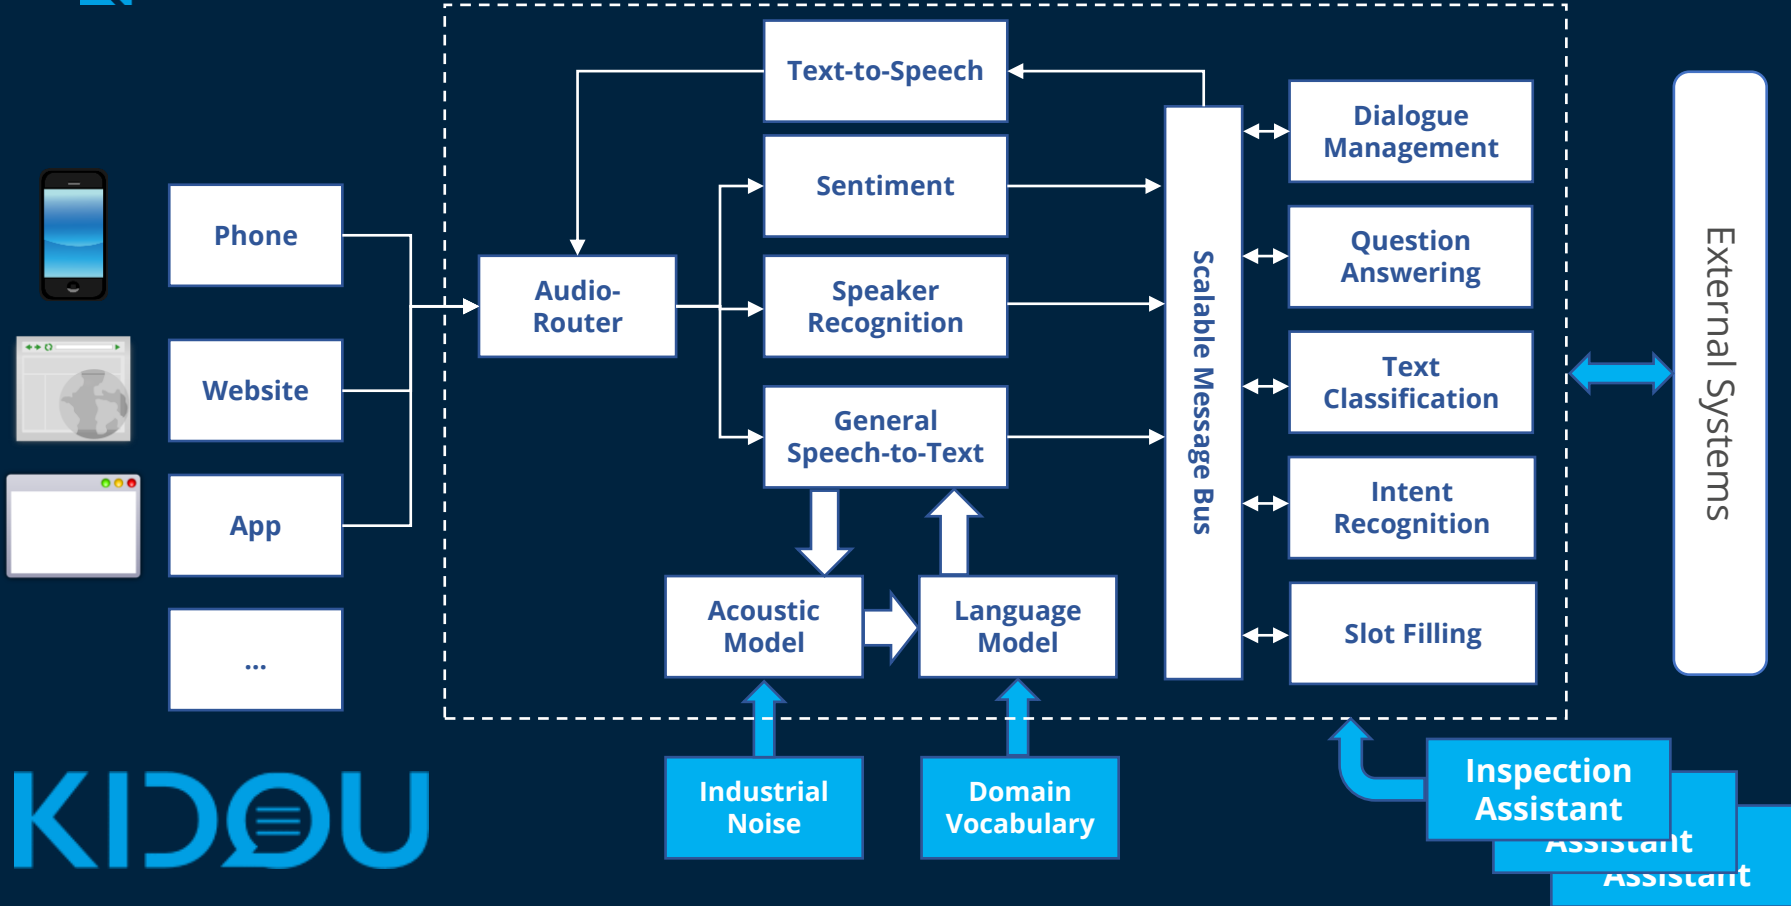 Text-to-Speech
Sentiment
Speaker
Recognition
General
Speech-to-Text
Phone
Website
App
...
Audio-
Router
Acoustic
Model
Language
Model
Industrial
Noise
Domain
Vocabulary
Scalable Message Bus
Dialogue
Management
Question
Answering
Text
Classification
Intent
Recognition
Slot Filling
External Systems
Inspection
Assistant
Assistant
Assistant
KIDOU